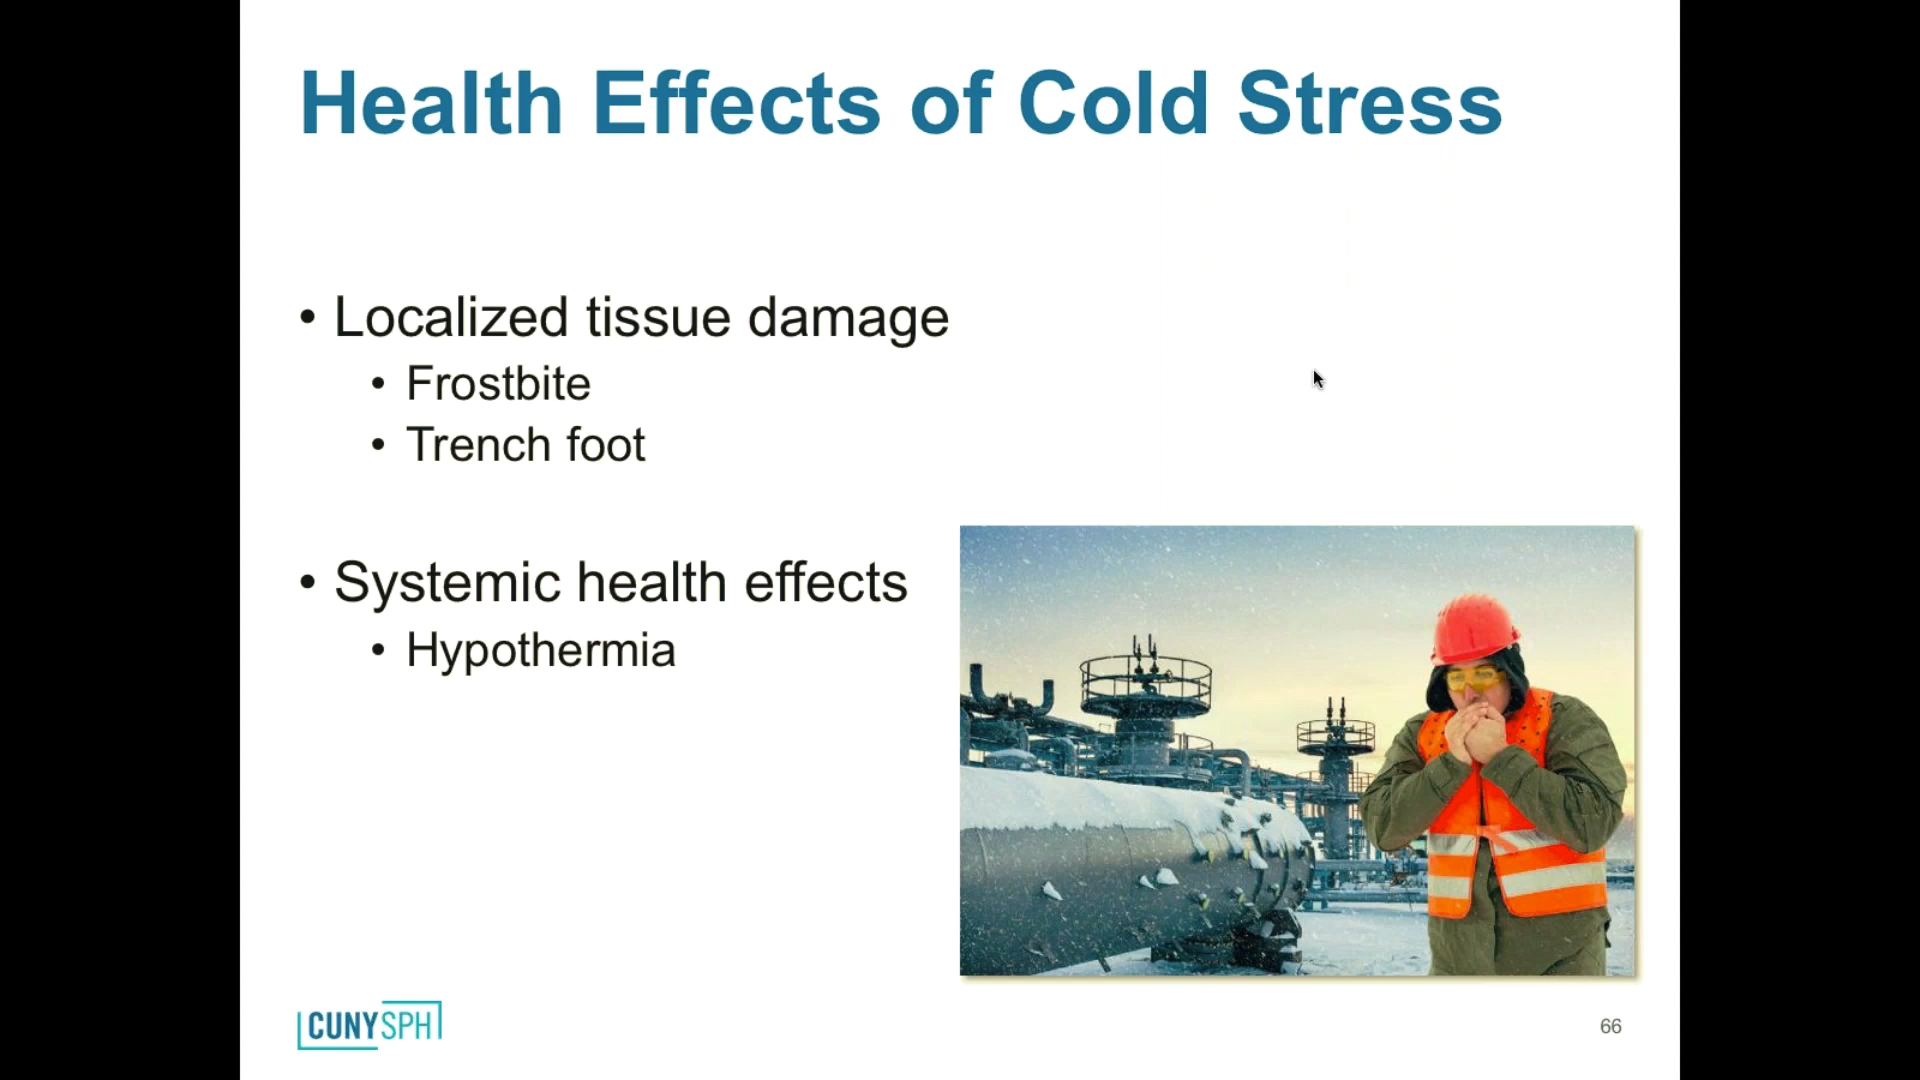 Health Effects of Cold Stress
• Localized tissue damage
• Frostbite
• Trench foot
• Systemic health effects
• Hypothermia
CUNYSPH
66